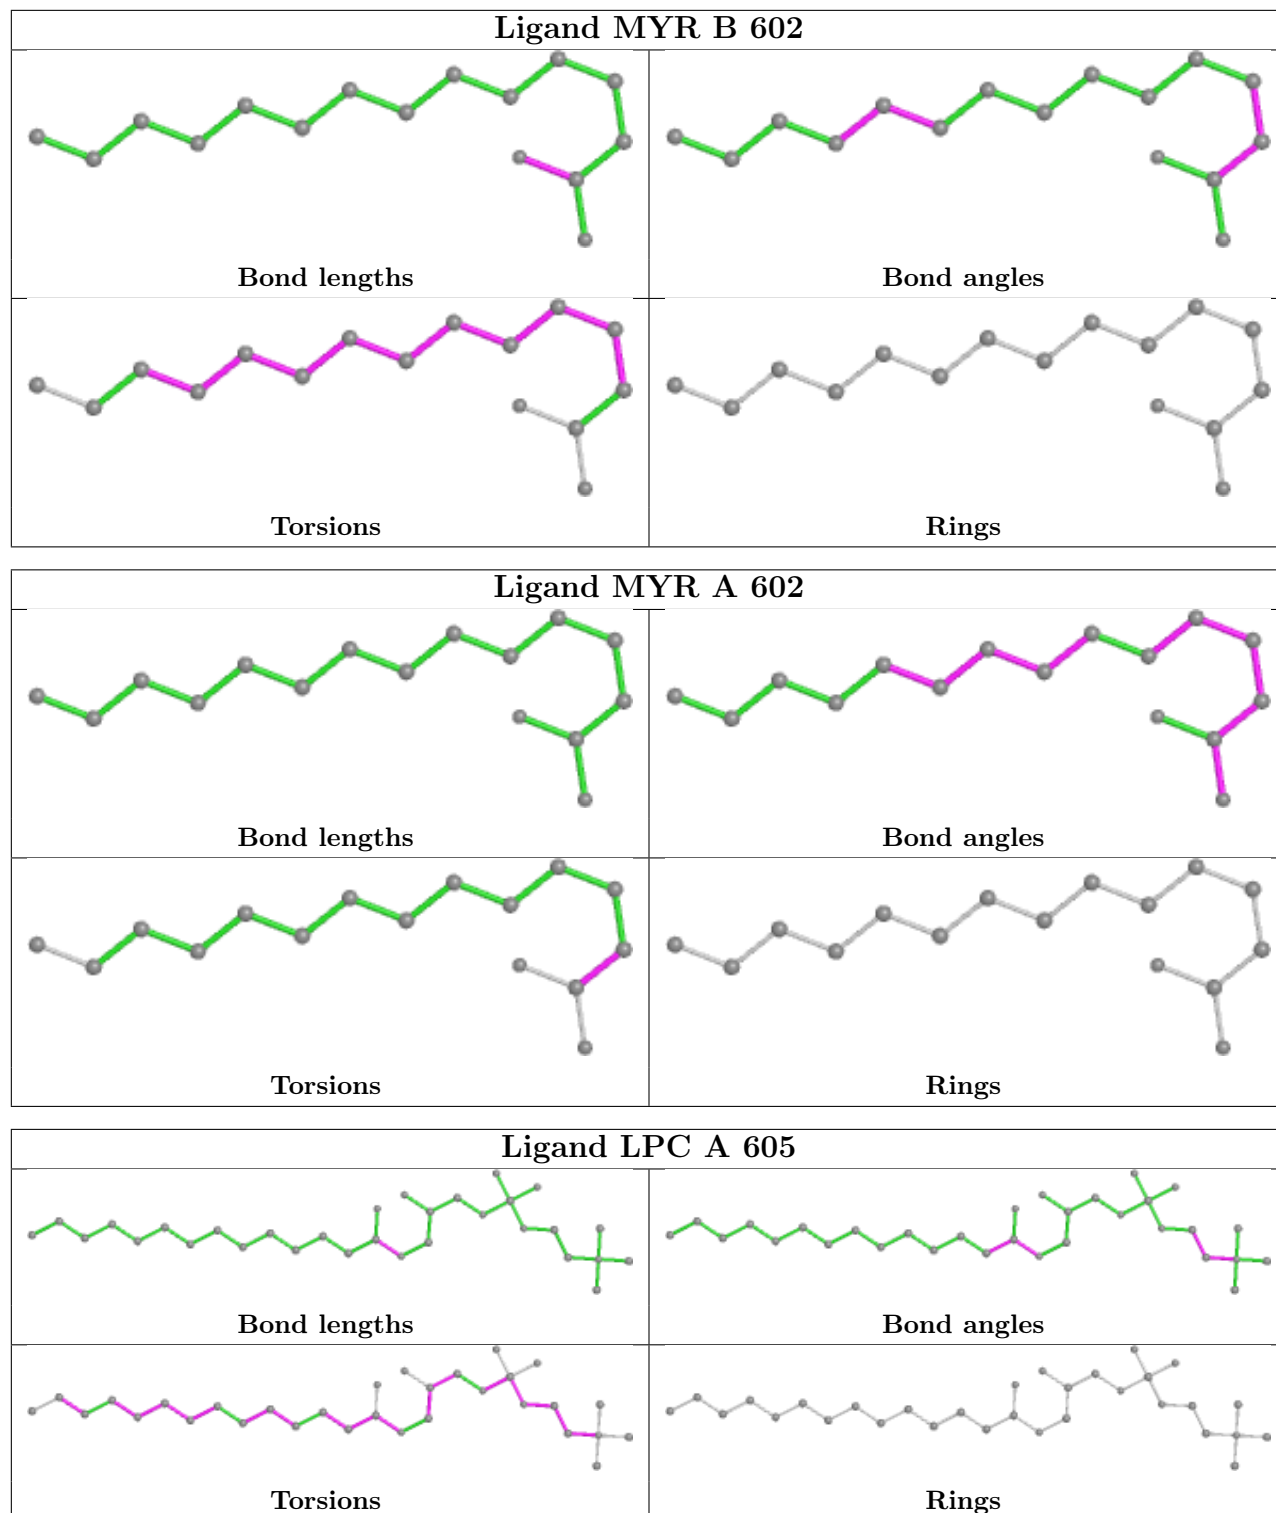 Ligand MYR B 602
Bond lengths
Bond angles
Torsions
Rings
Ligand MYR A 602
Bond lengths
Bond angles
Torsions
Rings
Ligand LPC A 605
Bond lengths
Bond angles
Torsions
Rings